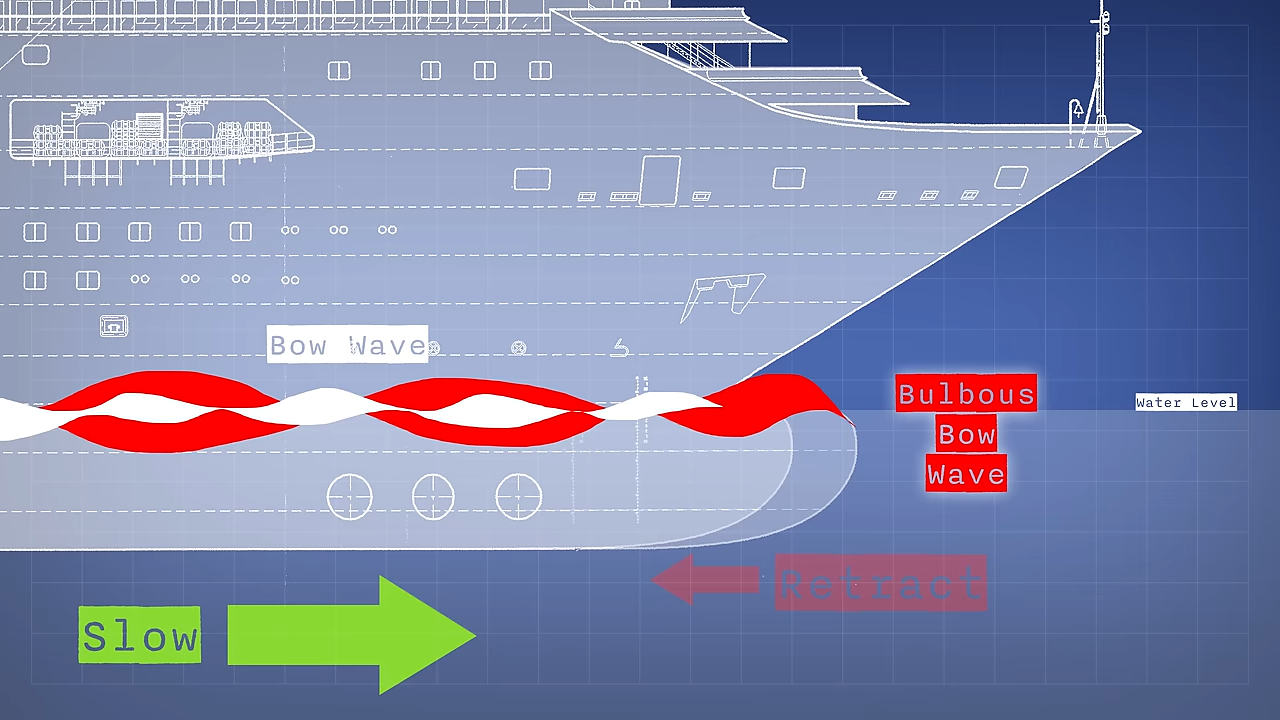 Bow Wave
Bulbous
Bow
Wave
Water Level
Retract
Slow